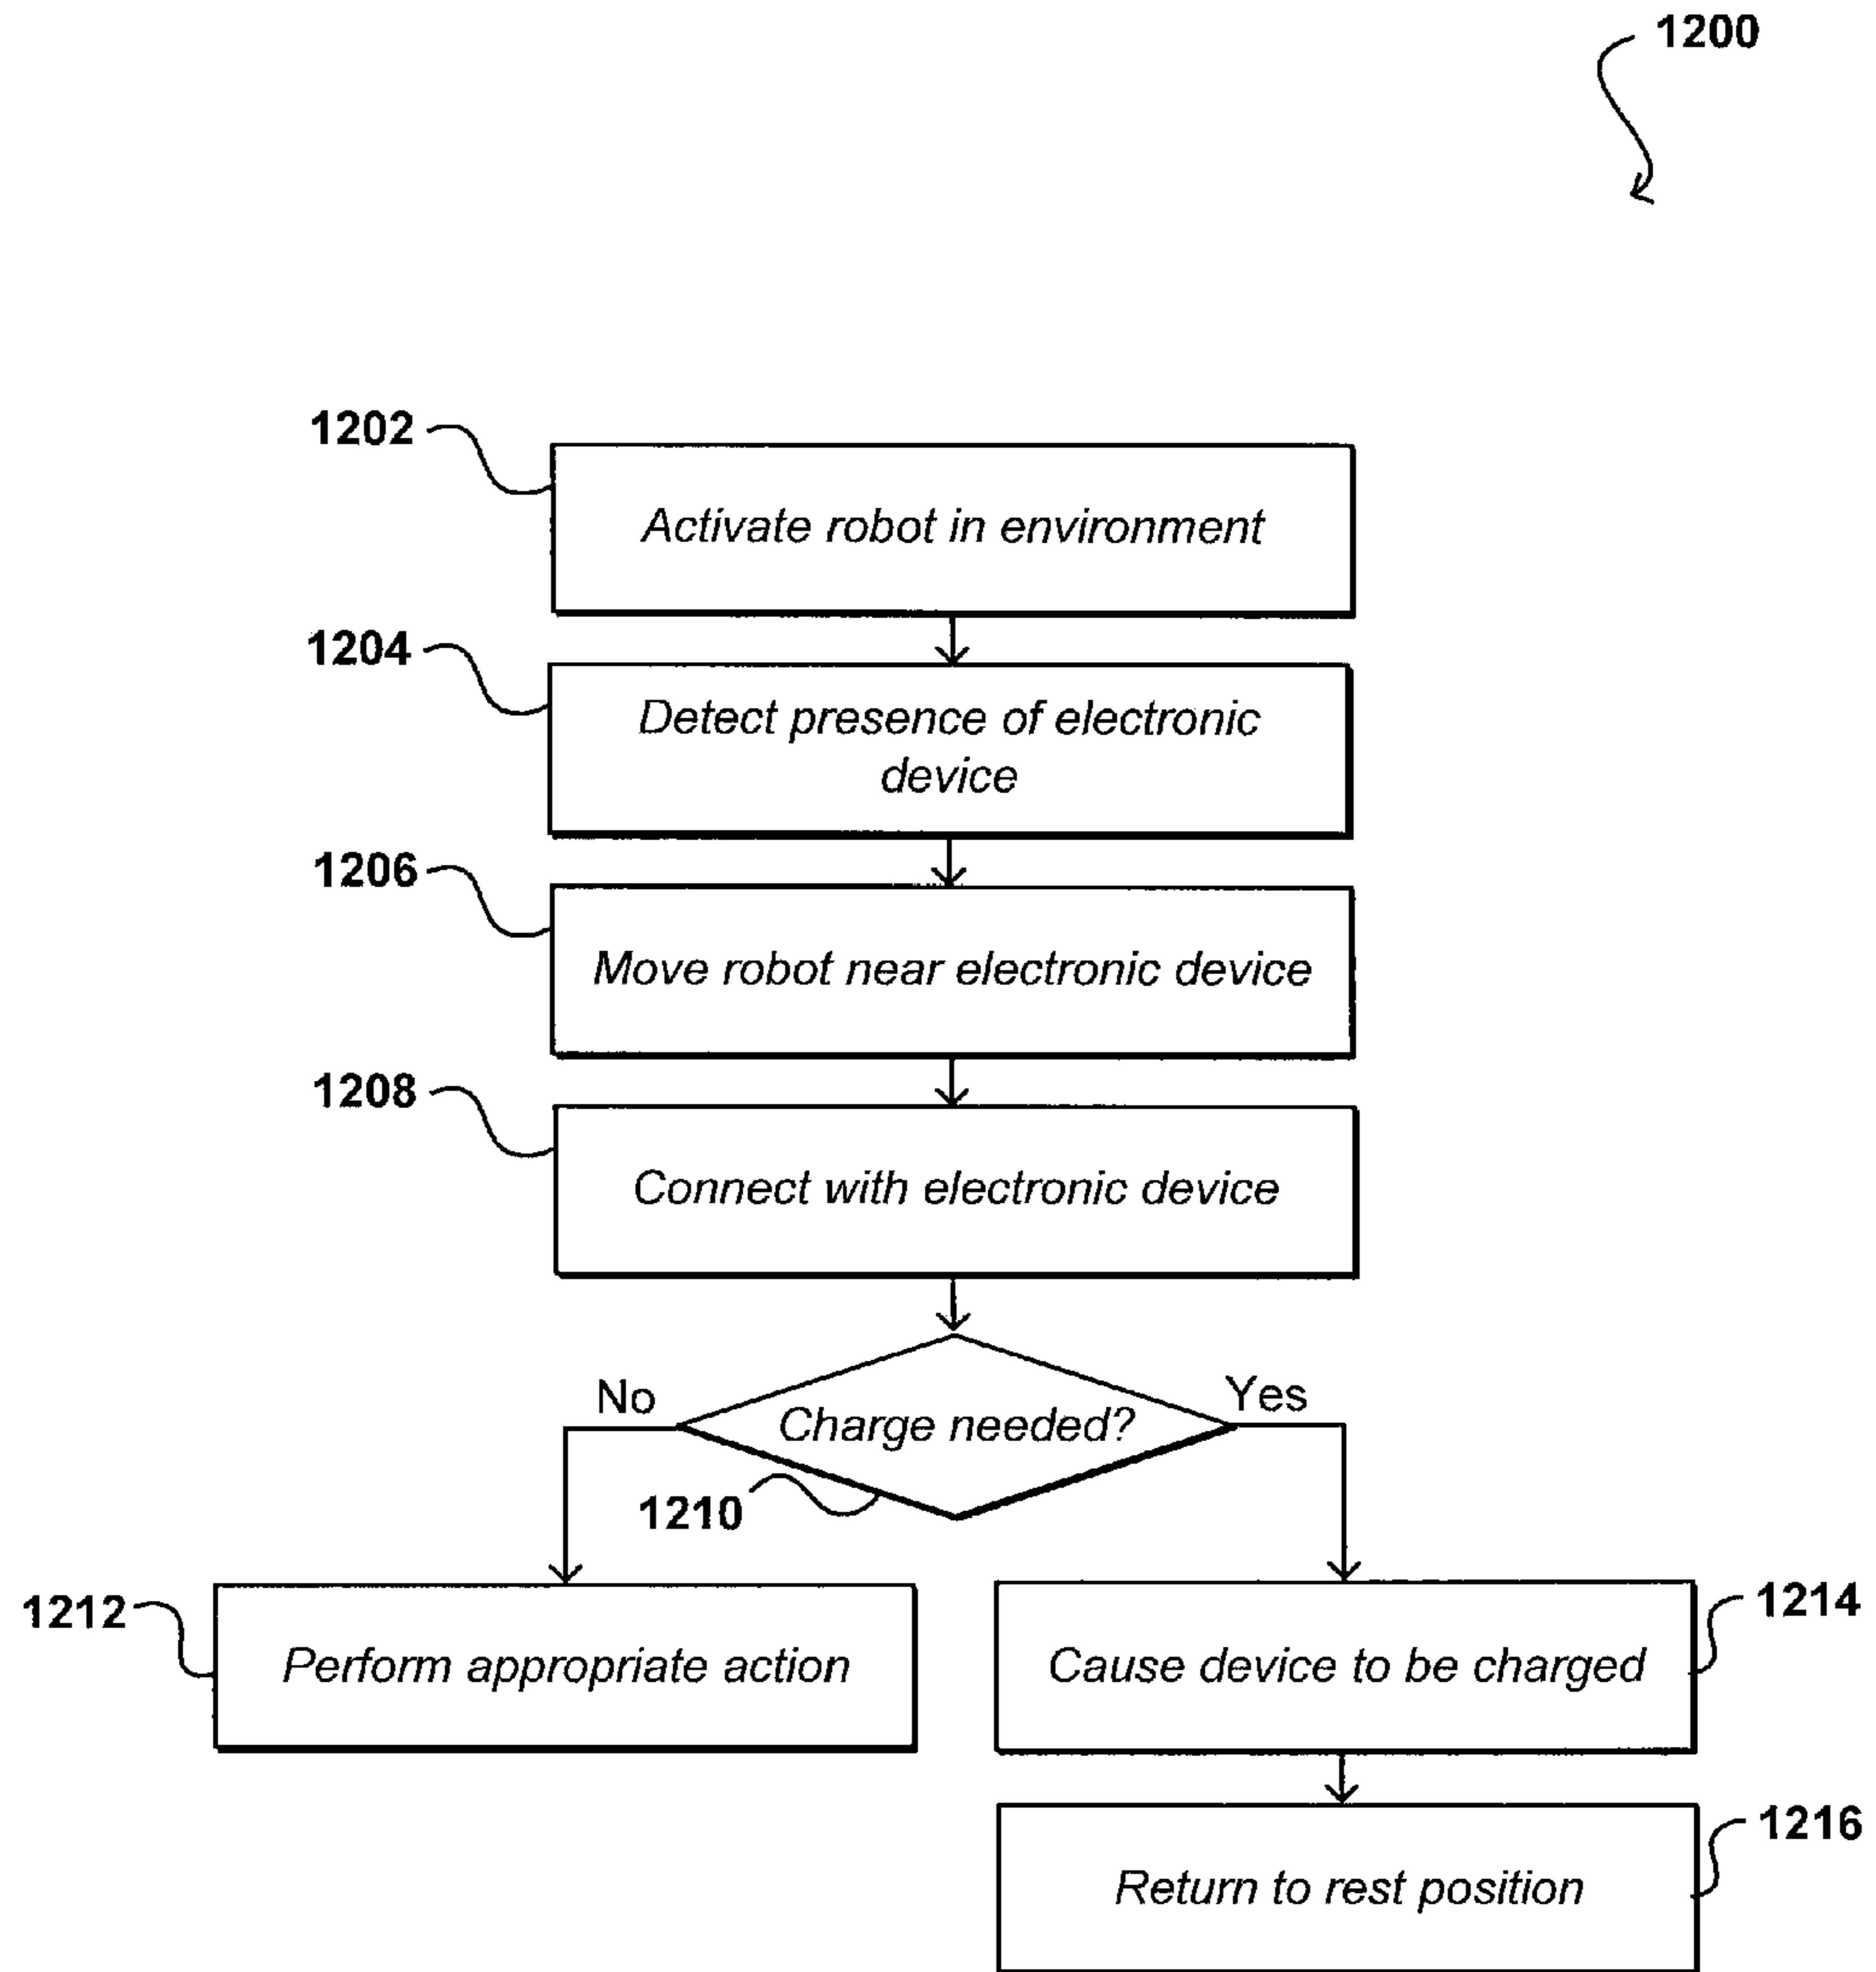 1200
1202
Activate robot in environment
1204
Detect presence of electronic
device
1206
Move robot near electronic device
1208
Connect with electronic device
No
Charge needed?
Yes
1210
1212
Perform appropriate action
Cause device to be charged
1214
Return to rest position
1216